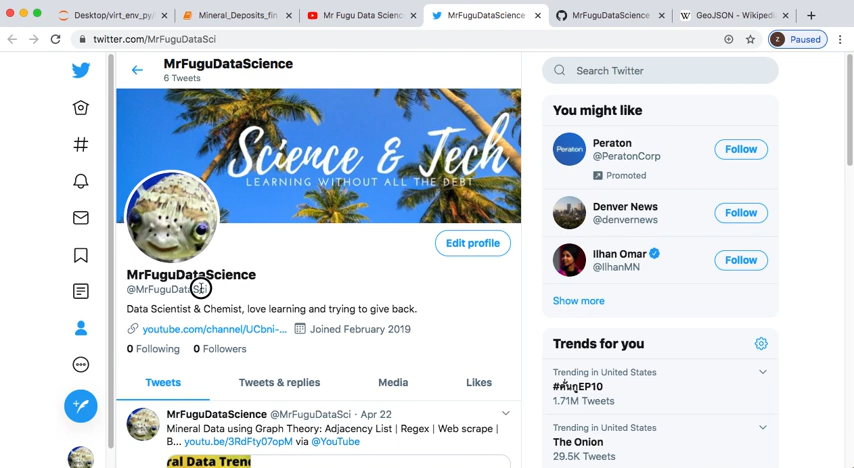 Desktop/virt_env_py/
Mineral_Deposits_fin
Mr Fugu Data Scienc
MrFuguDataScience
MrFuguDataScience
GeoJSON - Wikiped
twitter.com/MrFuguDataSci
Z
Paused
MrFuguDataScience
6 Tweets
Search Twitter
Science & Tech
LEARNING WITHOUT ALL THE DEBT
Edit profile
MrFuguDataScience
@MrFuguDataSci
Data Scientist & Chemist, love learning and trying to give back.
youtube.com/channel/UCbni-... Joined February 2019
0 Following 0 Followers
Tweets Tweets & replies Media Likes
MrFuguDataScience @MrFuguDataSci · Apr 22
Mineral Data using Graph Theory: Adjacency List | Regex | Web scrape |
B... youtu.be/3RdFty07opM via @YouTube
ral Data Trend
You might like
Peraton
Peraton
@PeratonCorp
Follow
Promoted
Denver News
@denvernews
Follow
Ilhan Omar
@IlhanMN
Follow
Show more
Trends for you
Trending in United States
#คั่นกูEP10
1.71M Tweets
Trending in United States
The Onion
29.5K Tweets